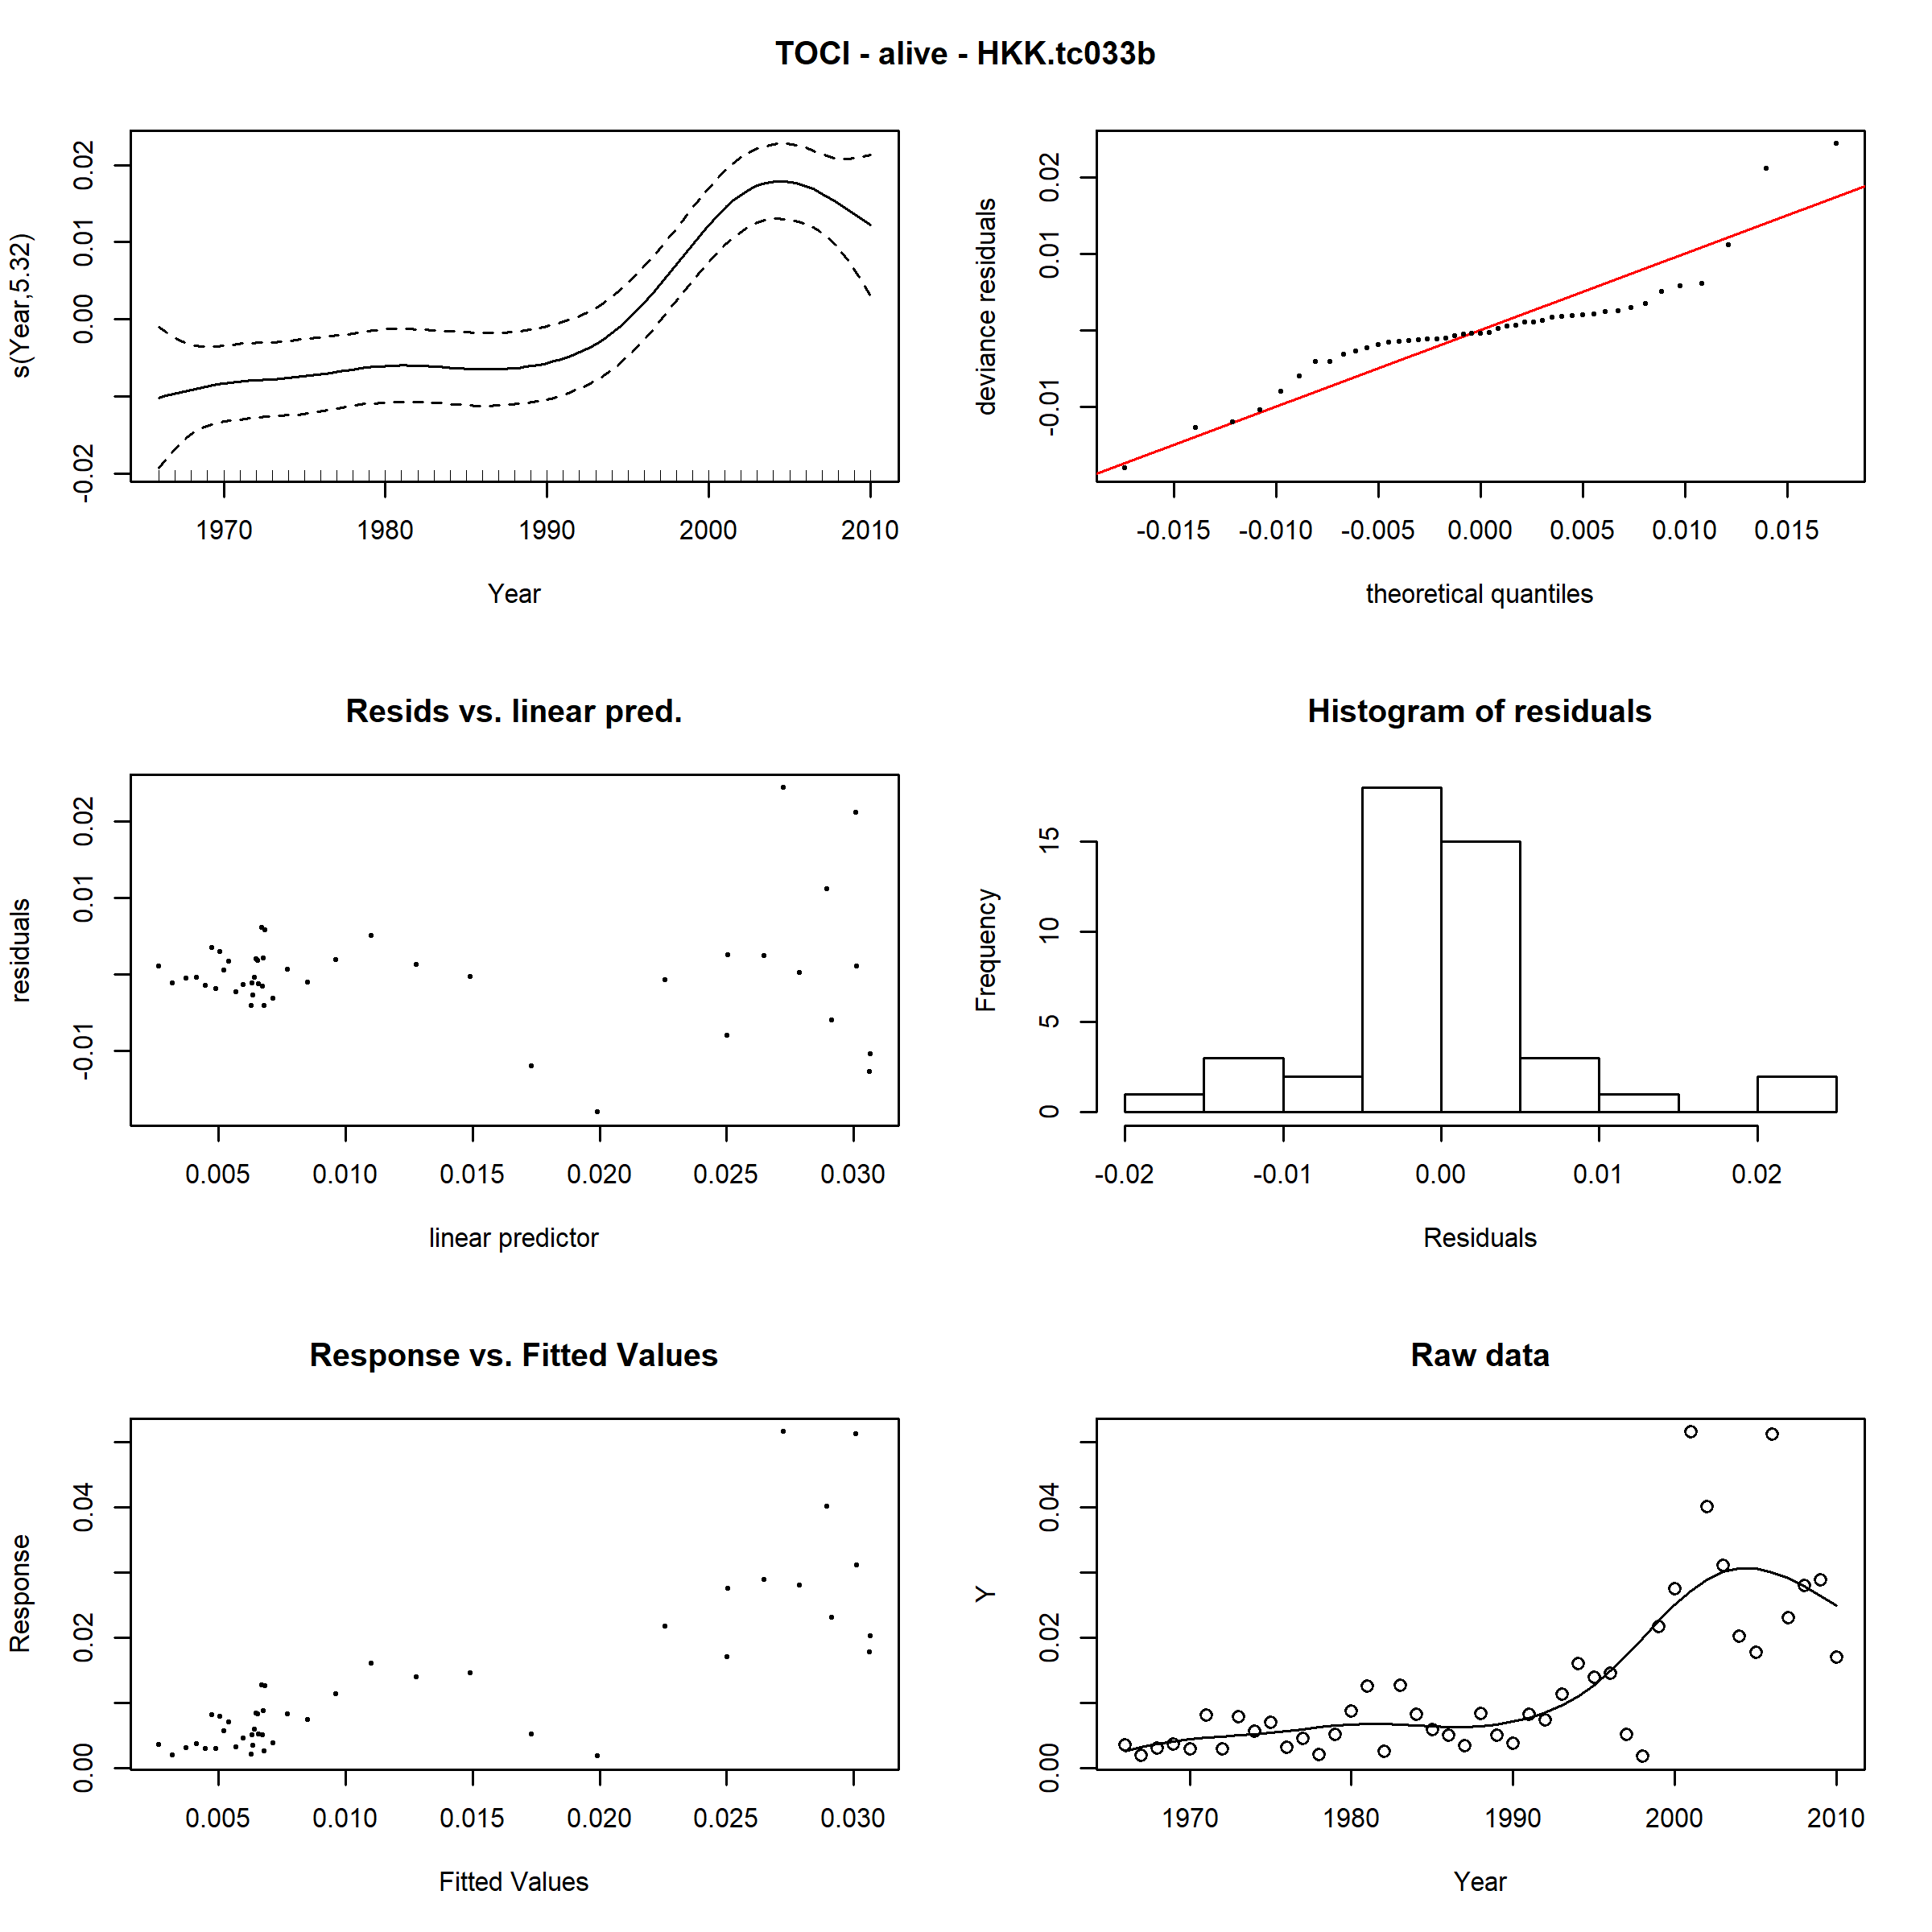 TOCI - alive - HKK.tc033b
s(Year,5.32)
-0.02 0.00 0.01 0.02
1970 1980 1990 2000 2010
Year
deviance residuals
-0.01 0.01 0.02
-0.015 -0.010 -0.005 0.000 0.005 0.010 0.015
theoretical quantiles
Resids vs. linear pred.
residuals
-0.01 0.01 0.02
0.005 0.010 0.015 0.020 0.025 0.030
linear predictor
Histogram of residuals
Frequency
0 5 10 15
-0.02 -0.01 0.00 0.01 0.02
Residuals
Response vs. Fitted Values
Response
0.00 0.02 0.04
0.005 0.010 0.015 0.020 0.025 0.030
Fitted Values
Raw data
Y
0.00 0.02 0.04
1970 1980 1990 2000 2010
Year